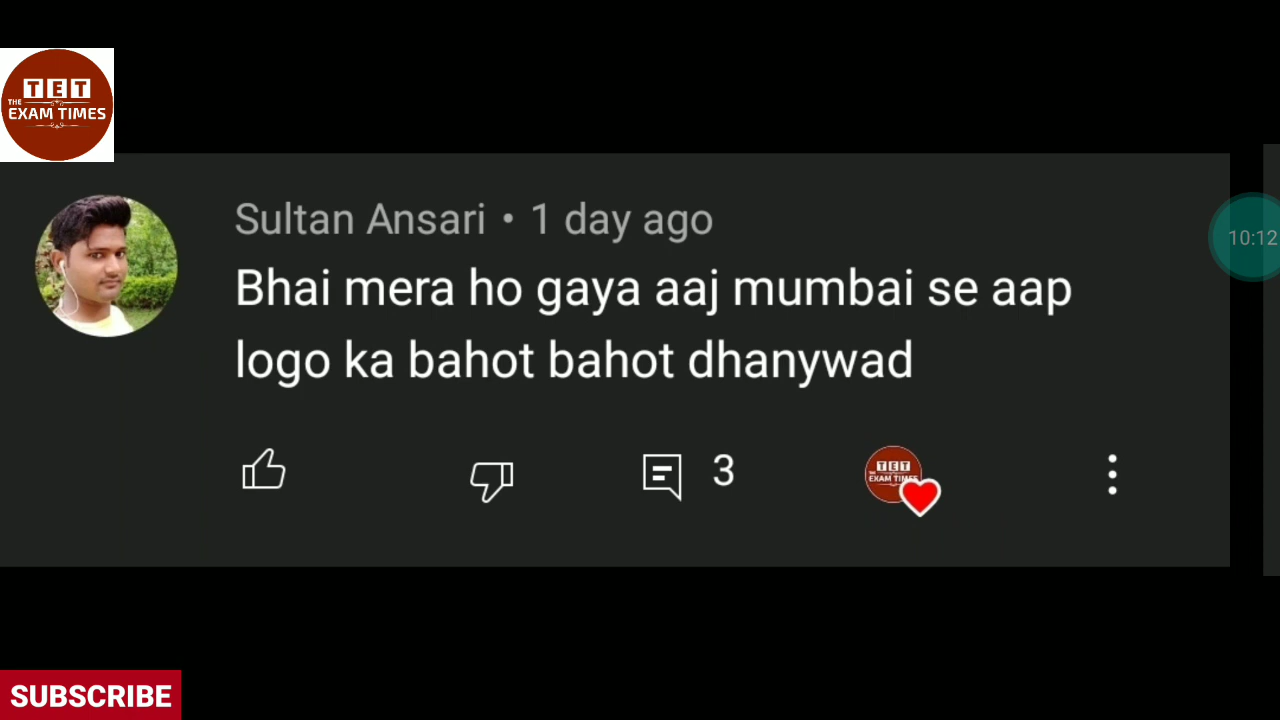 TET
THE
EXAM TIMES
Sultan Ansari • 1 day ago
10:12
Bhai mera ho gaya aaj mumbai se aap
logo ka bahot bahot dhanywad
3
TET
THE
EXAM TIMES
SUBSCRIBE